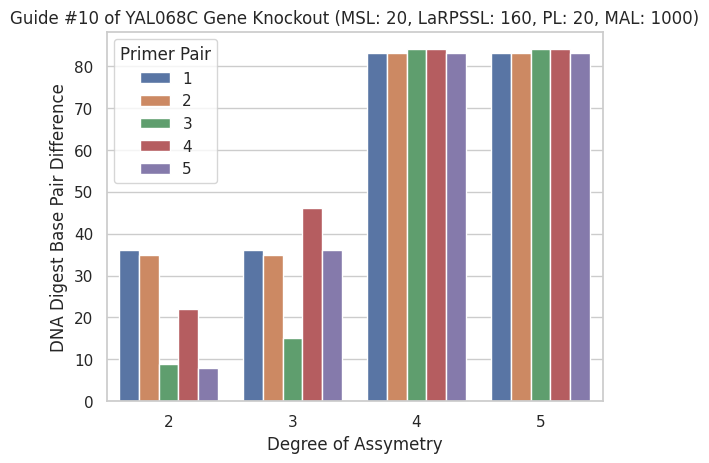 Guide #10 of YAL068C Gene Knockout (MSL: 20, LaRPSSL: 160, PL: 20, MAL: 1000)
Primer Pair
1
2
3
4
5
DNA Digest Base Pair Difference
80
70
60
50
40
30
20
10
0
2 3 4 5
Degree of Assymetry